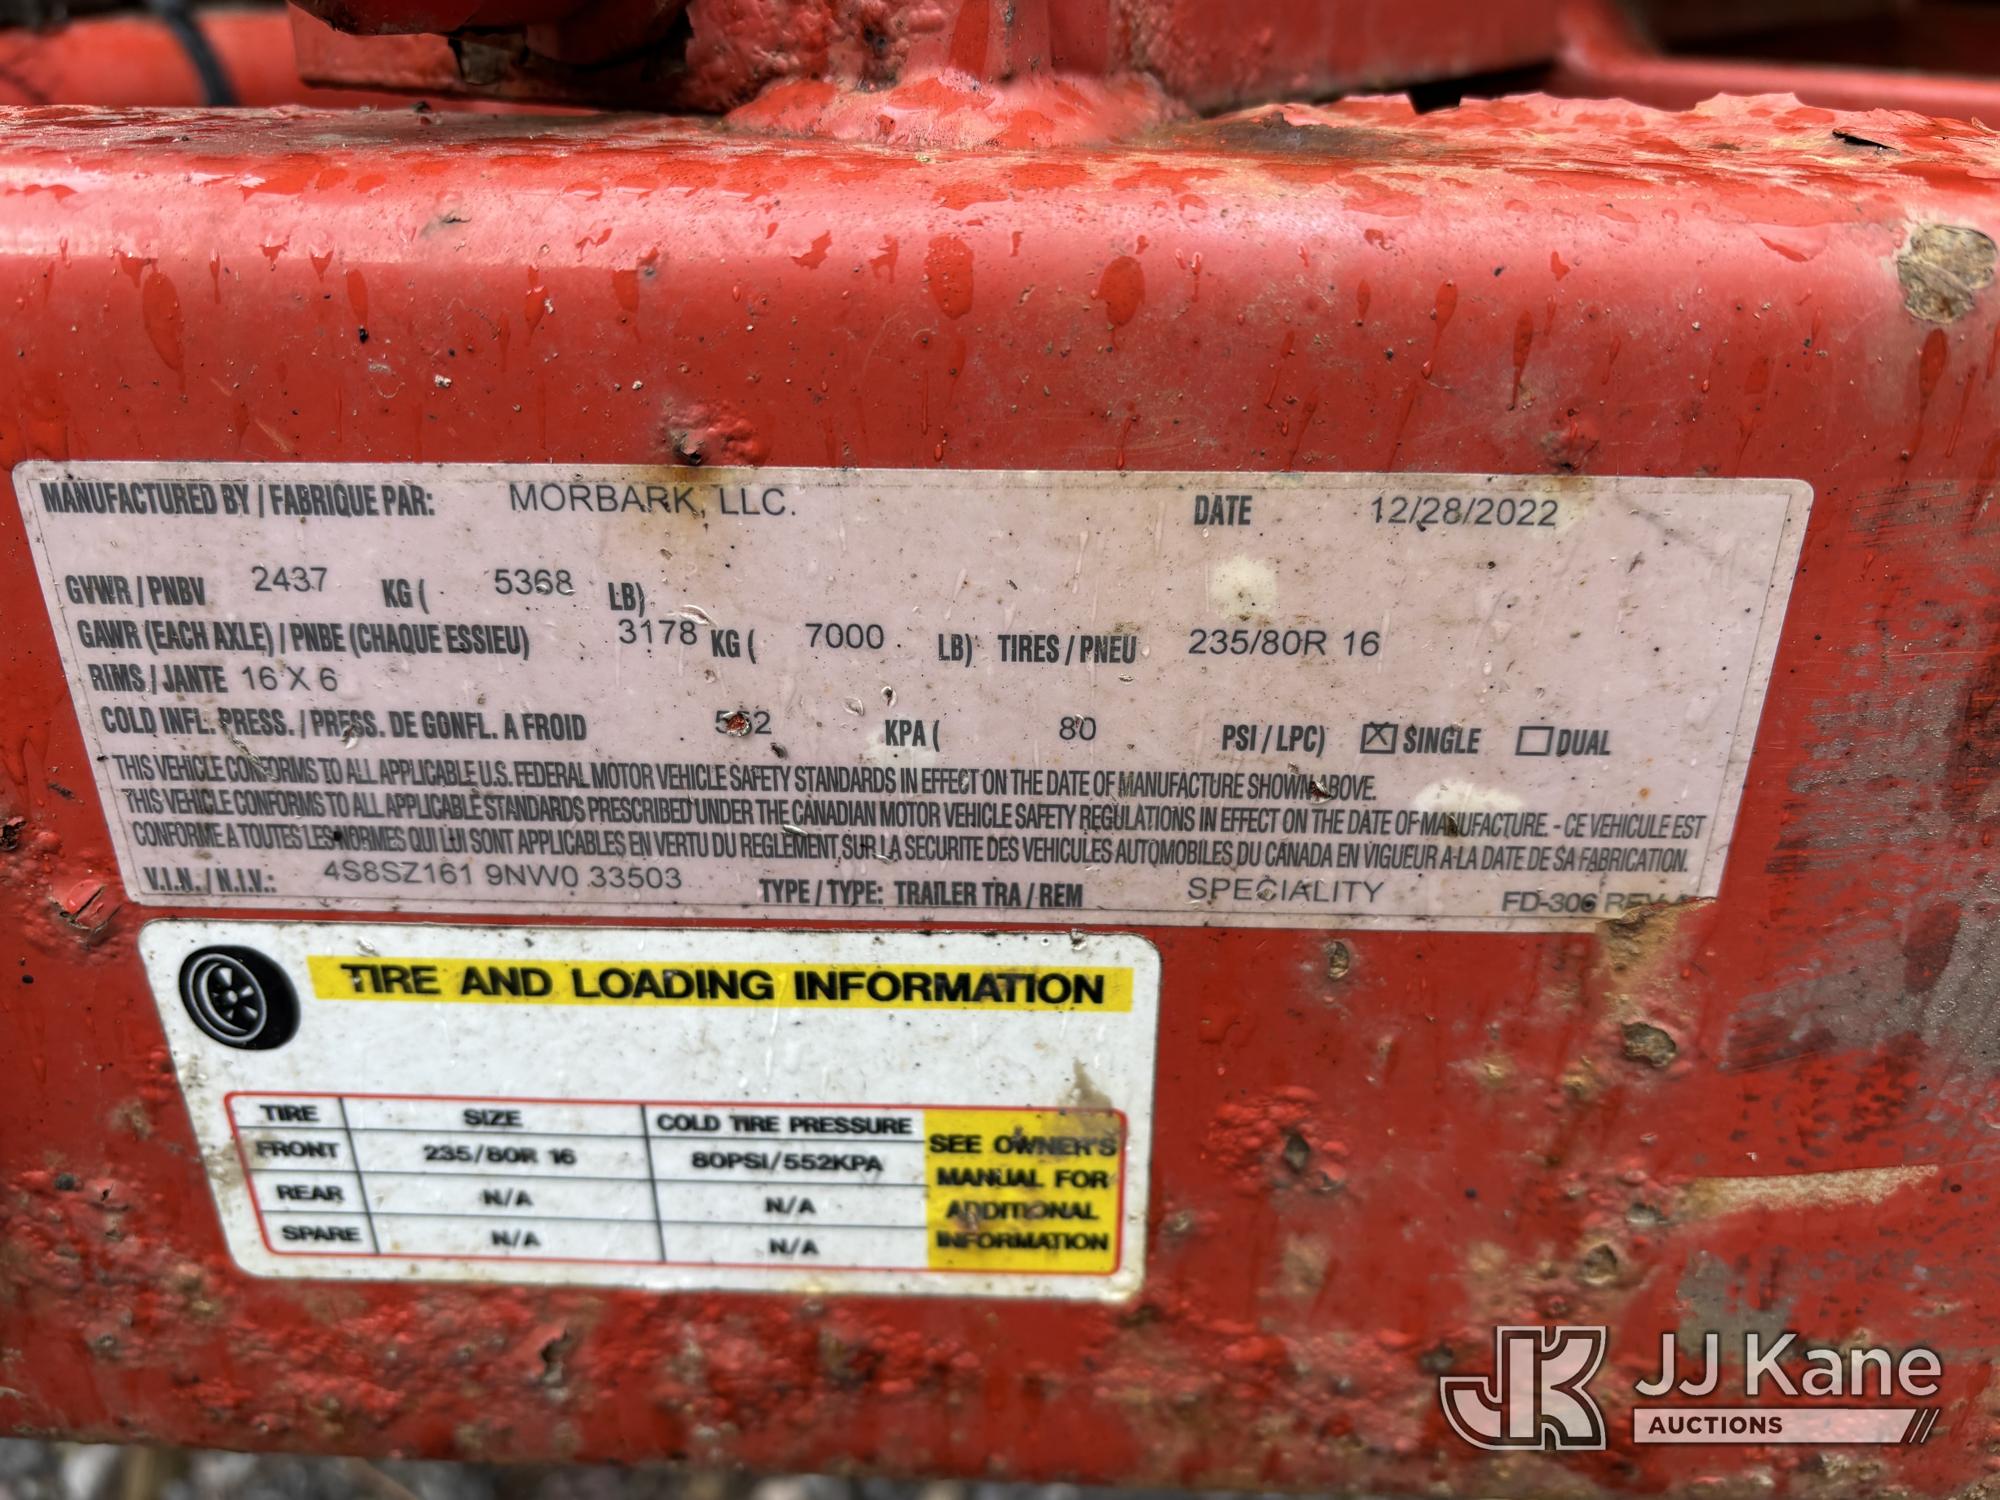 MANUFACTURED BY / FABRIQUE PAR: MORBARK, LLC. DATE 12/28/2022
GVWR / PNBV 2437 KG ( 5368 LB)
GAWR (EACH AXLE) / PNBE (CHAQUE ESSIEU) 3178 KG ( 7000 LB) TIRES / PNEU 235/80R 16
RIMS / JANTE 16 X 6
COLD INFL. PRESS. / PRESS. DE GONFL. A FROID 552 KPA ( 80 PSI / LPC) ☒ SINGLE ☐ DUAL
THIS VEHICLE CONFORMS TO ALL APPLICABLE U.S. FEDERAL MOTOR VEHICLE SAFETY STANDARDS IN EFFECT ON THE DATE OF MANUFACTURE SHOWN ABOVE.
THIS VEHICLE CONFORMS TO ALL APPLICABLE STANDARDS PRESCRIBED UNDER THE CANADIAN MOTOR VEHICLE SAFETY REGULATIONS IN EFFECT ON THE DATE OF MANUFACTURE. - CE VEHICULE EST
CONFORME A TOUTES LES NORMES QUI LUI SONT APPLICABLES EN VERTU DU REGLEMENT SUR LA SECURITE DES VEHICULES AUTOMOBILES DU CANADA EN VIGUEUR A LA DATE DE SA FABRICATION.
V.I.N. / N.I.V.: 4S8SZ161 9NW0 33503 TYPE / TYPE: TRAILER TRA / REM SPECIALITY FD-306 REV A
TIRE AND LOADING INFORMATION
TIRE SIZE COLD TIRE PRESSURE
FRONT 235/80R 16 80PSI/552KPA
REAR N/A N/A
SPARE N/A N/A
SEE OWNER'S
MANUAL FOR
ADDITIONAL
INFORMATION
JK JJ Kane
AUCTIONS